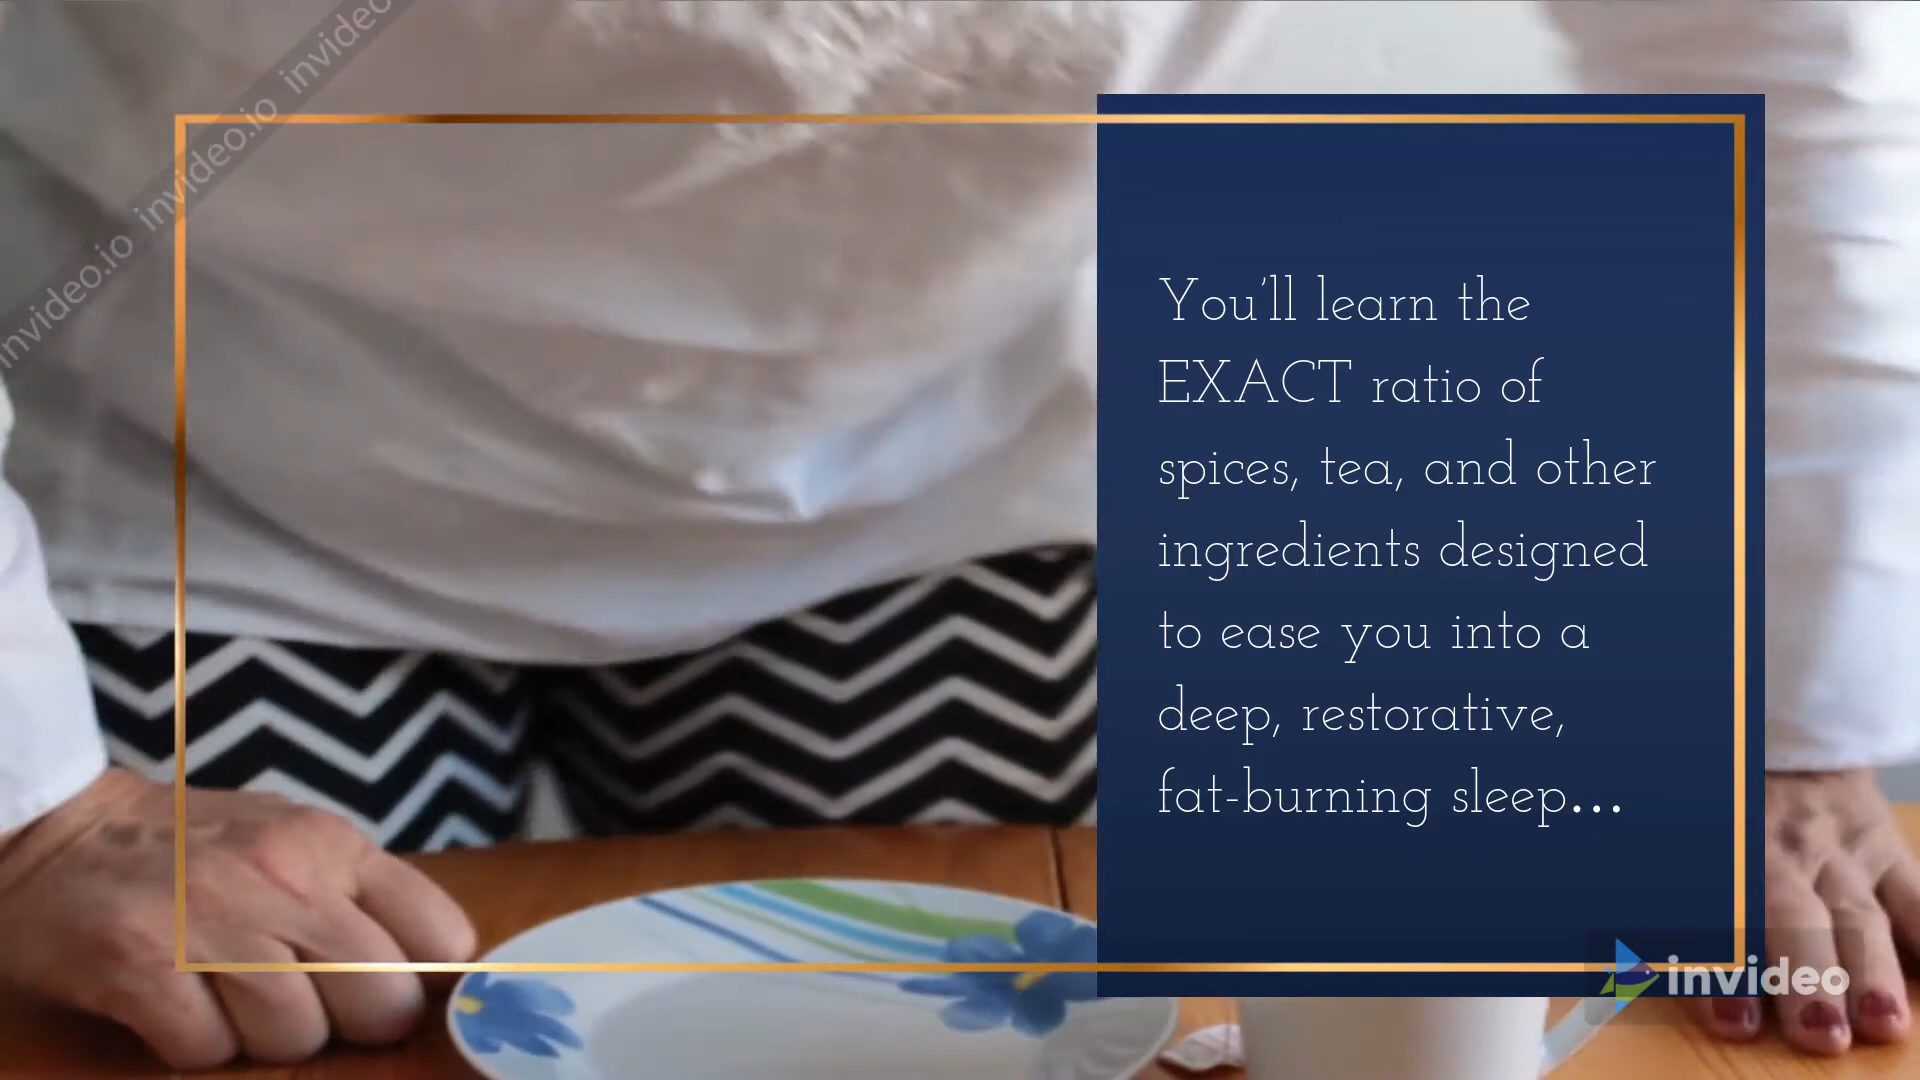 invideo.io invideo.io invideo
You'll learn the
EXACT ratio of
spices, tea, and other
ingredients designed
to ease you into a
deep, restorative,
fat-burning sleep...
invideo